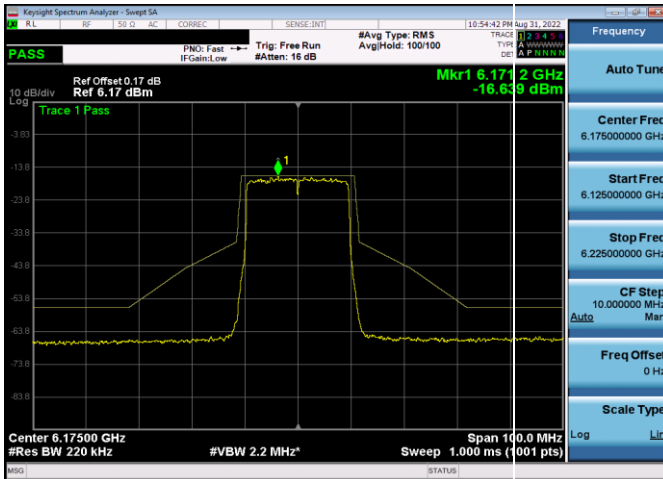 Keysight Spectrum Analyzer - Swept SA
RL RF 50 Ω AC CORREC SENSE:INT 10:54:42 PM Aug 31, 2022
Frequency
PASS
PNO: Fast
IFGain:Low
Trig: Free Run
#Atten: 16 dB
#Avg Type: RMS
Avg|Hold: 100/100
TRACE 1 2 3 4 5 6
TYPE A WWWWW
DET A P N N N N
Auto Tune
Ref Offset 0.17 dB
10 dB/div Ref 6.17 dBm
Mkr1 6.171 2 GHz
-16.639 dBm
Log
Trace 1 Pass
1
-3.83
-13.8
-23.8
-33.8
-43.8
-53.8
-63.8
-73.8
-83.8
Center Freq
6.175000000 GHz
Start Freq
6.125000000 GHz
Stop Freq
6.225000000 GHz
CF Step
10.000000 MHz
Auto Man
Freq Offset
0 Hz
Scale Type
Log Lin
Center 6.17500 GHz Span 100.0 MHz
#Res BW 220 kHz #VBW 2.2 MHz* Sweep 1.000 ms (1001 pts)
MSG STATUS